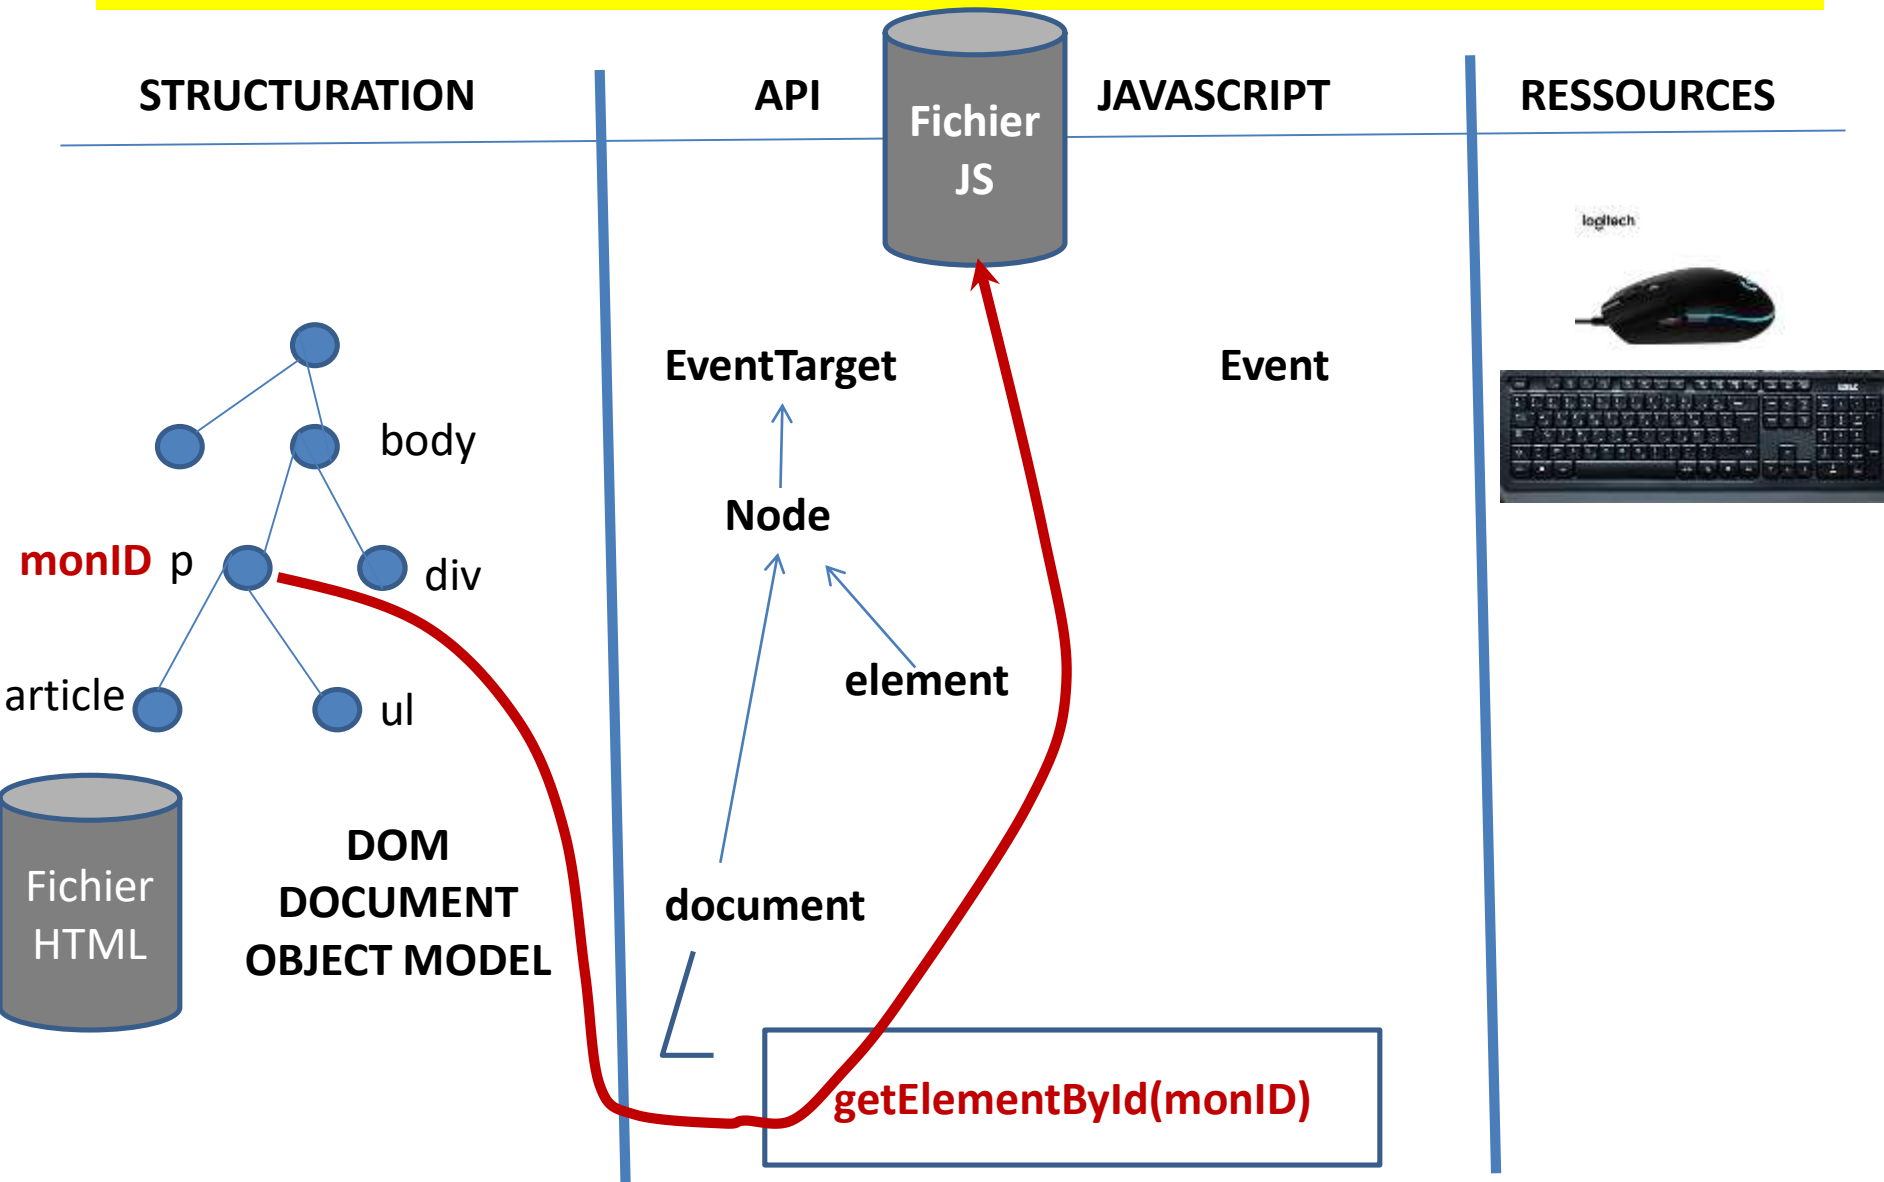 STRUCTURATION
API
JAVASCRIPT
RESSOURCES
Fichier
JS
logitech
EventTarget
Event
body
Node
monID p
div
element
article
ul
DOM
DOCUMENT
OBJECT MODEL
Fichier
HTML
document
getElementById(monID)